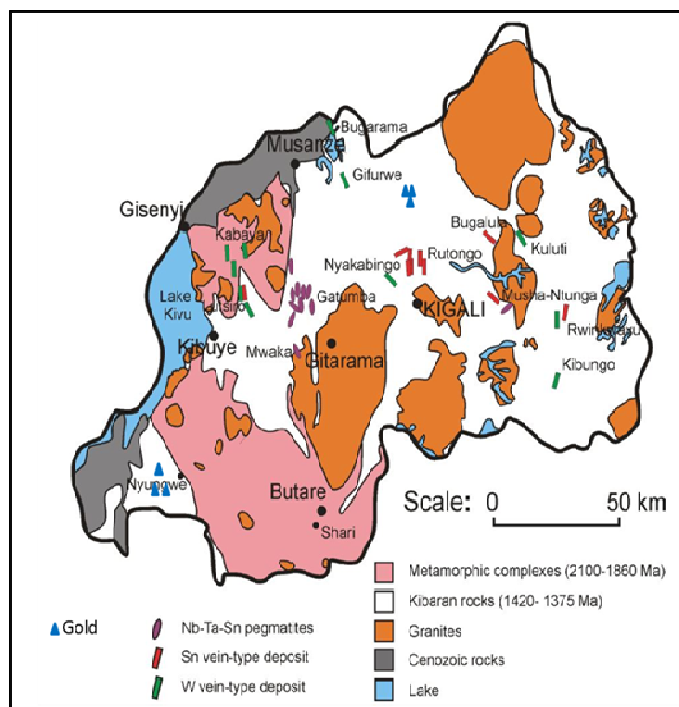 Bugarama
Musanze
Gifurwe
Gisenyi
Bugalula
Kabaya
Kuluti
Nyakabingo
Rutongo
Lake
Kivu
Gatumba
Musha-Ntunga
KIGALI
Rwinkwavu
Kibuye
Mwaka
Gitarama
Kibungo
Nyungwe
Butare
Shari
Scale: 0 50 km
Metamorphic complexes (2100-1860 Ma)
Kibaran rocks (1420- 1375 Ma)
Gold
Nb-Ta-Sn pegmatites
Granites
Sn vein-type deposit
Cenozoic rocks
W vein-type deposit
Lake